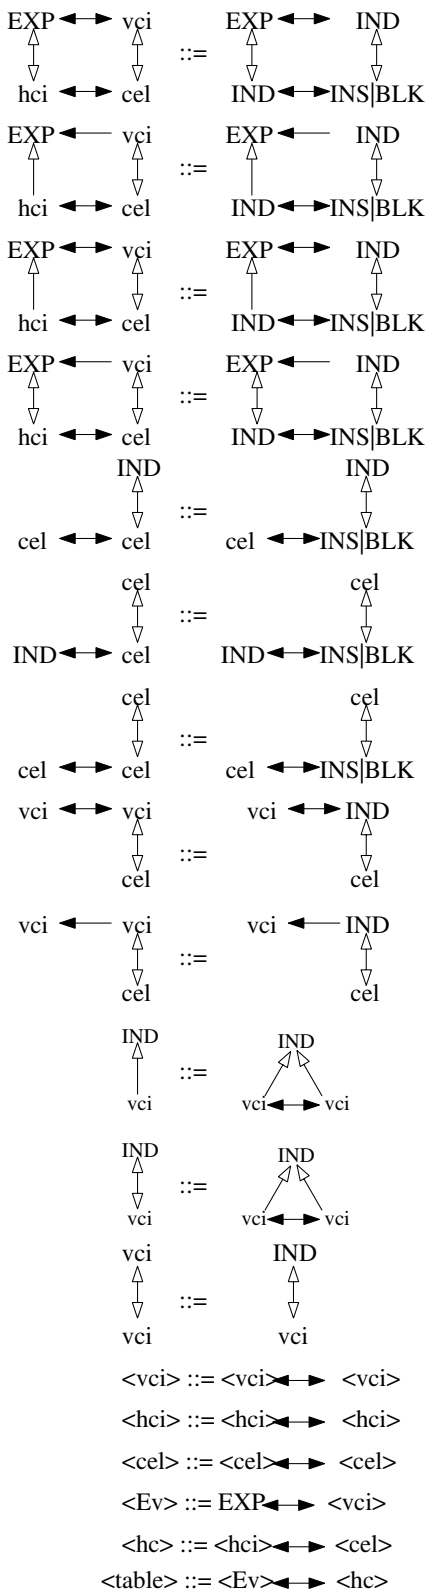 EXP vci EXP IND
::=
hci cel IND INS|BLK
EXP vci EXP IND
::=
hci cel IND INS|BLK
EXP vci EXP IND
::=
hci cel IND INS|BLK
EXP vci EXP IND
::=
hci cel IND INS|BLK
IND IND
::=
cel cel cel INS|BLK
cel cel
::=
IND cel IND INS|BLK
cel cel
::=
cel cel cel INS|BLK
vci vci vci IND
::=
cel cel
vci vci vci IND
::=
cel cel
IND IND
::=
vci vci vci
IND IND
::=
vci vci vci
vci IND
::=
vci vci
<vci> ::= <vci> <vci>
<hci> ::= <hci> <hci>
<cel> ::= <cel> <cel>
<Ev> ::= EXP <vci>
<hc> ::= <hci> <cel>
<table> ::= <Ev> <hc>